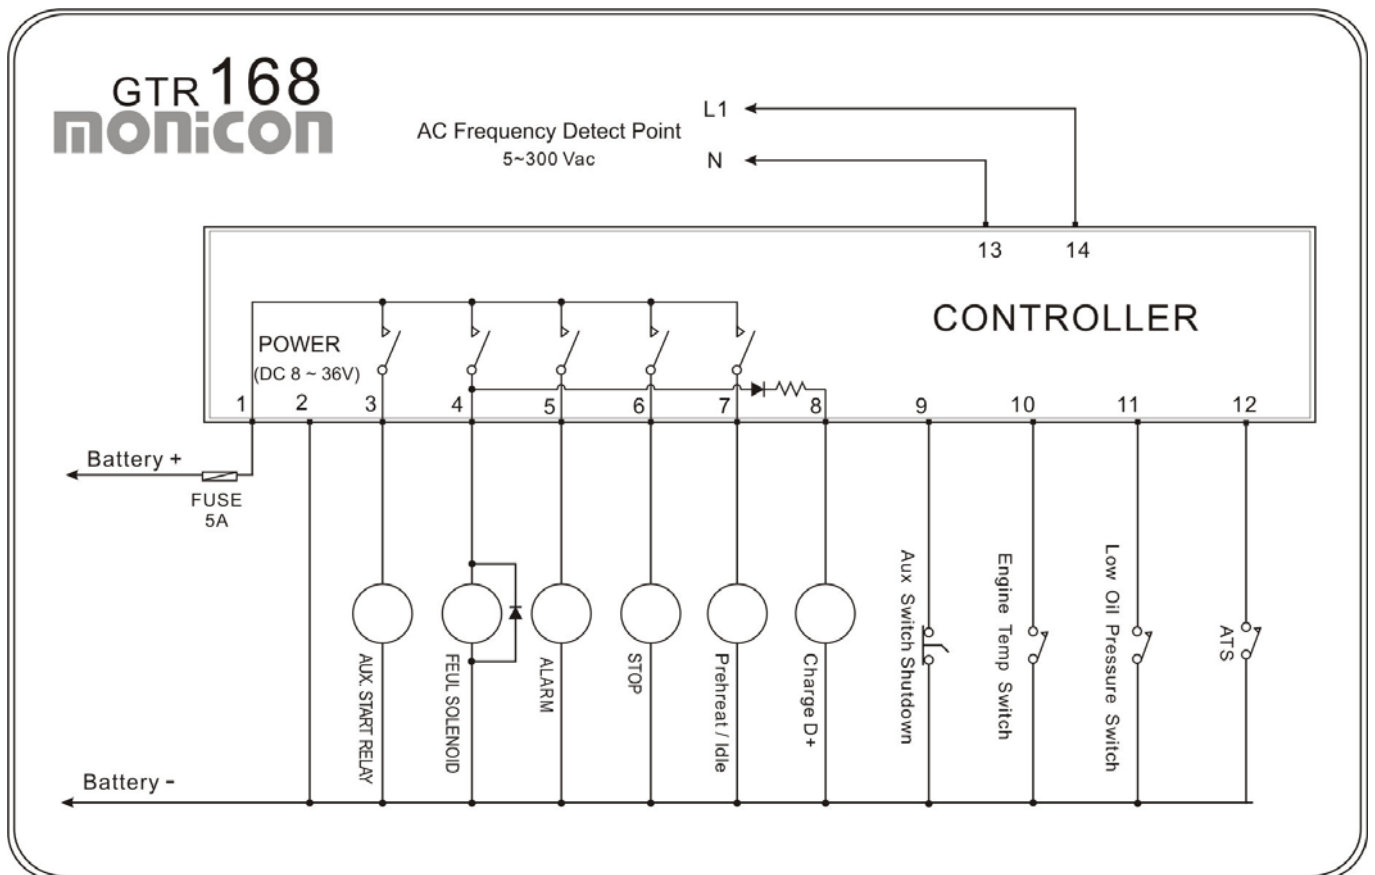 GTR 168
monicon
AC Frequency Detect Point
5~300 Vac
L1
N
13
14
CONTROLLER
POWER
(DC 8 ~ 36V)
1
2
3
4
5
6
7
8
9
10
11
12
Battery +
FUSE
5A
AUX. START RELAY
FEUL SOLENOID
ALARM
STOP
Prehreat / Idle
Charge D+
Aux Switch Shutdown
Engine Temp Switch
Low Oil Pressure Switch
ATS
Battery -